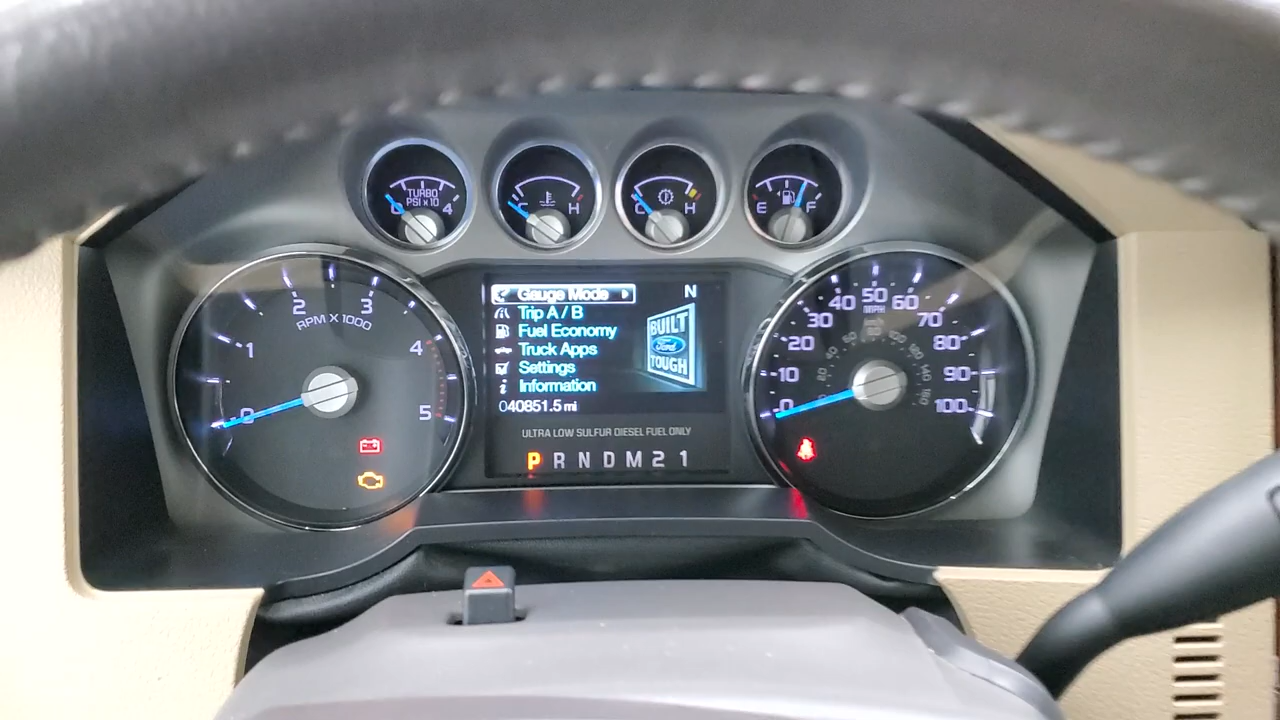 TURBO
PSI x 10
0 4
C H
C H
E F
0 1 2 3 4 5
RPM X 1000
Gauge Mode
Trip A / B
Fuel Economy
Truck Apps
Settings
Information
040851.5 mi
N
BUILT
Ford
TOUGH
ULTRA LOW SULFUR DIESEL FUEL ONLY
P R N D M 2 1
0 10 20 30 40 50 60 70 80 90 100
MPH